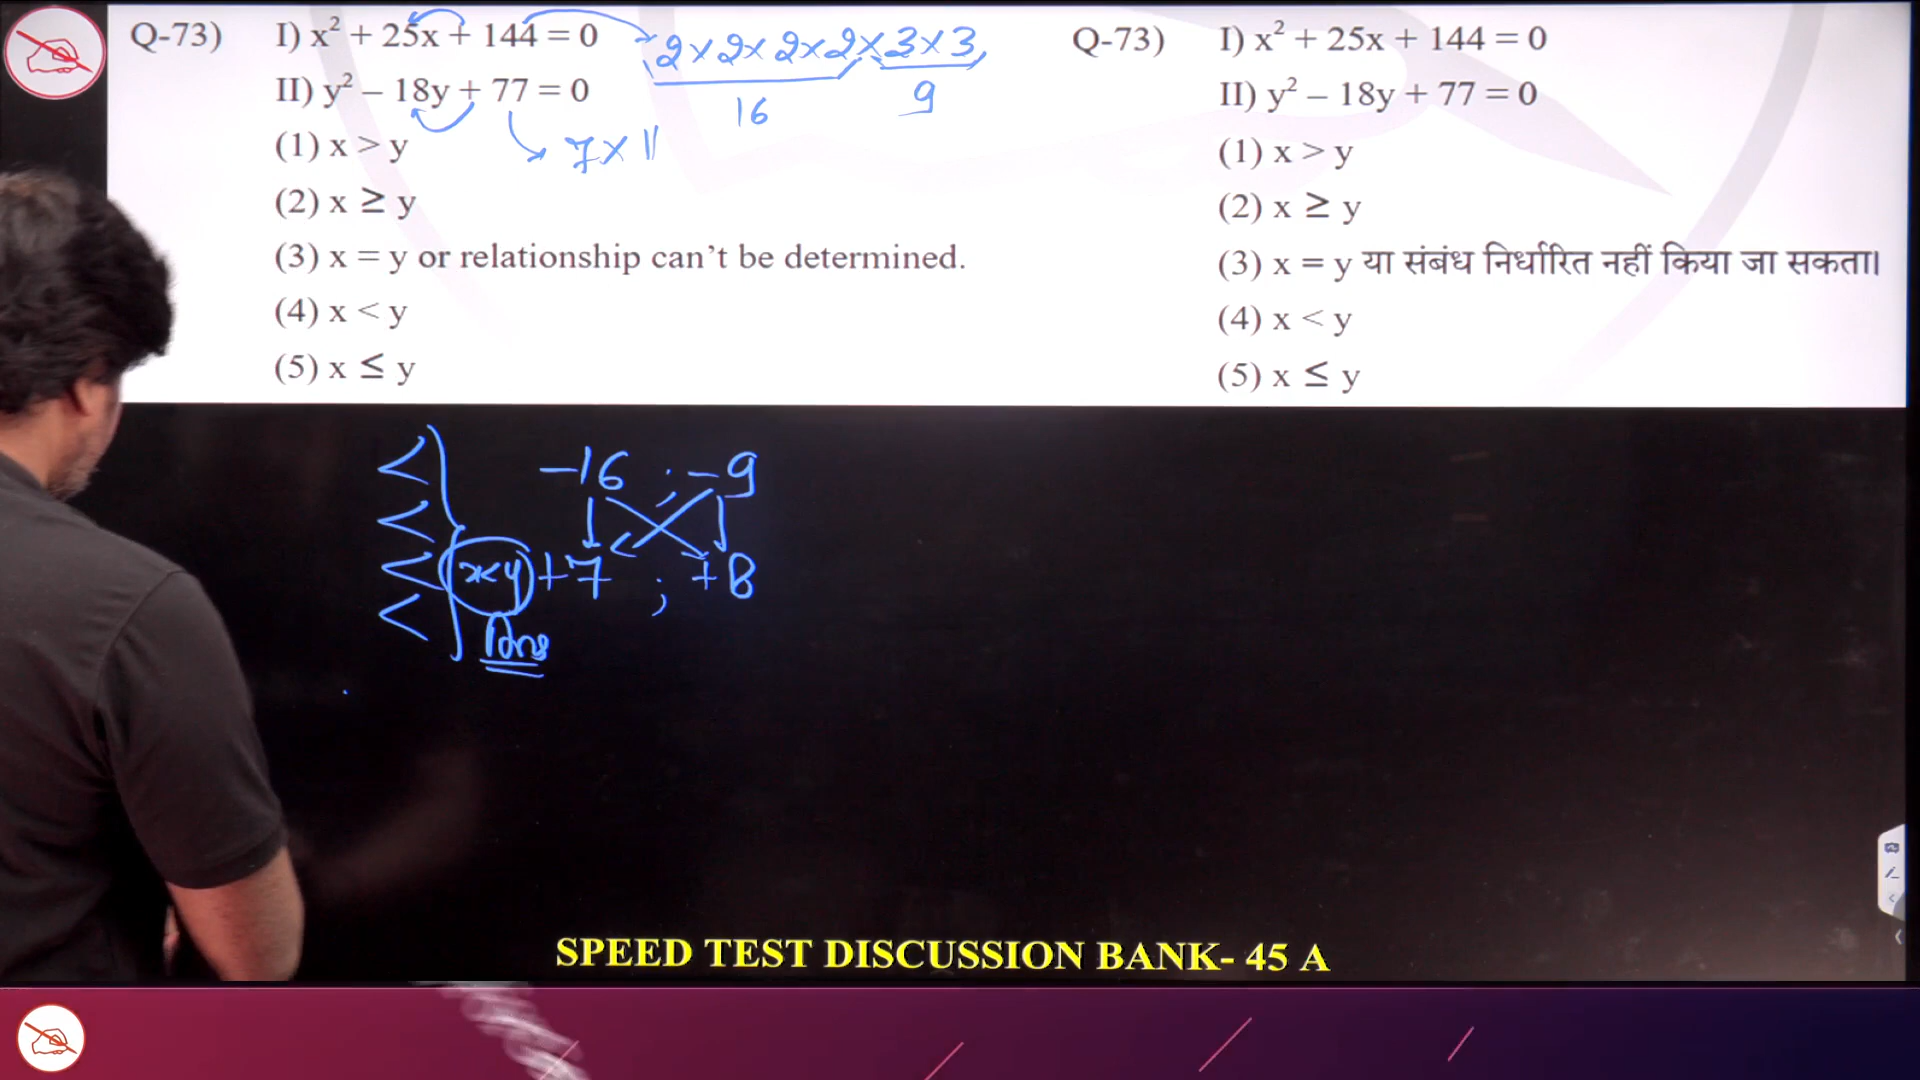 Q-73) I) x² + 25x + 144 = 0
II) y² – 18y + 77 = 0
(1) x > y
(2) x ≥ y
(3) x = y or relationship can’t be determined.
(4) x < y
(5) x ≤ y
2×2×2×2×3×3
16 9
7×11
Q-73) I) x² + 25x + 144 = 0
II) y² – 18y + 77 = 0
(1) x > y
(2) x ≥ y
(3) x = y या संबंध निर्धारित नहीं किया जा सकता।
(4) x < y
(5) x ≤ y
< –16 ; –9
<
< x<y +7 ; +8
< Ans
SPEED TEST DISCUSSION BANK- 45 A